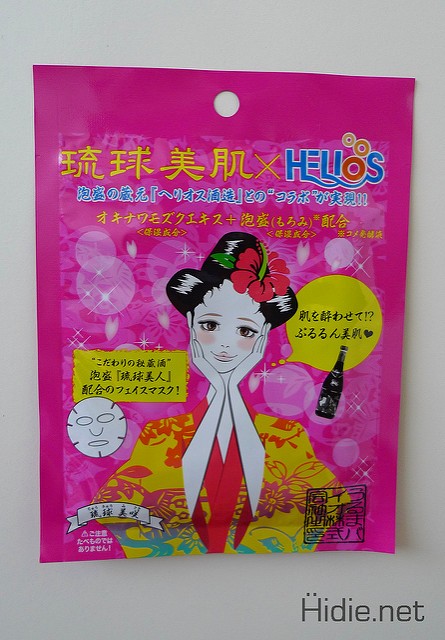 琉球美肌×HELIOS
泡盛の蔵元『ヘリオス酒造』との"コラボ"が実現!!
オキナワモズクエキス+泡盛(もろみ)※配合
<保湿成分> <保湿成分> ※コメ発酵液
肌を酔わせて!?
ぷるるん美肌♥
"こだわりの秘蔵酒"
泡盛『琉球美人』
配合のフェイスマスク!
琉球美咲
⚠ご注意
たべものでは
ありません!
Hidie.net